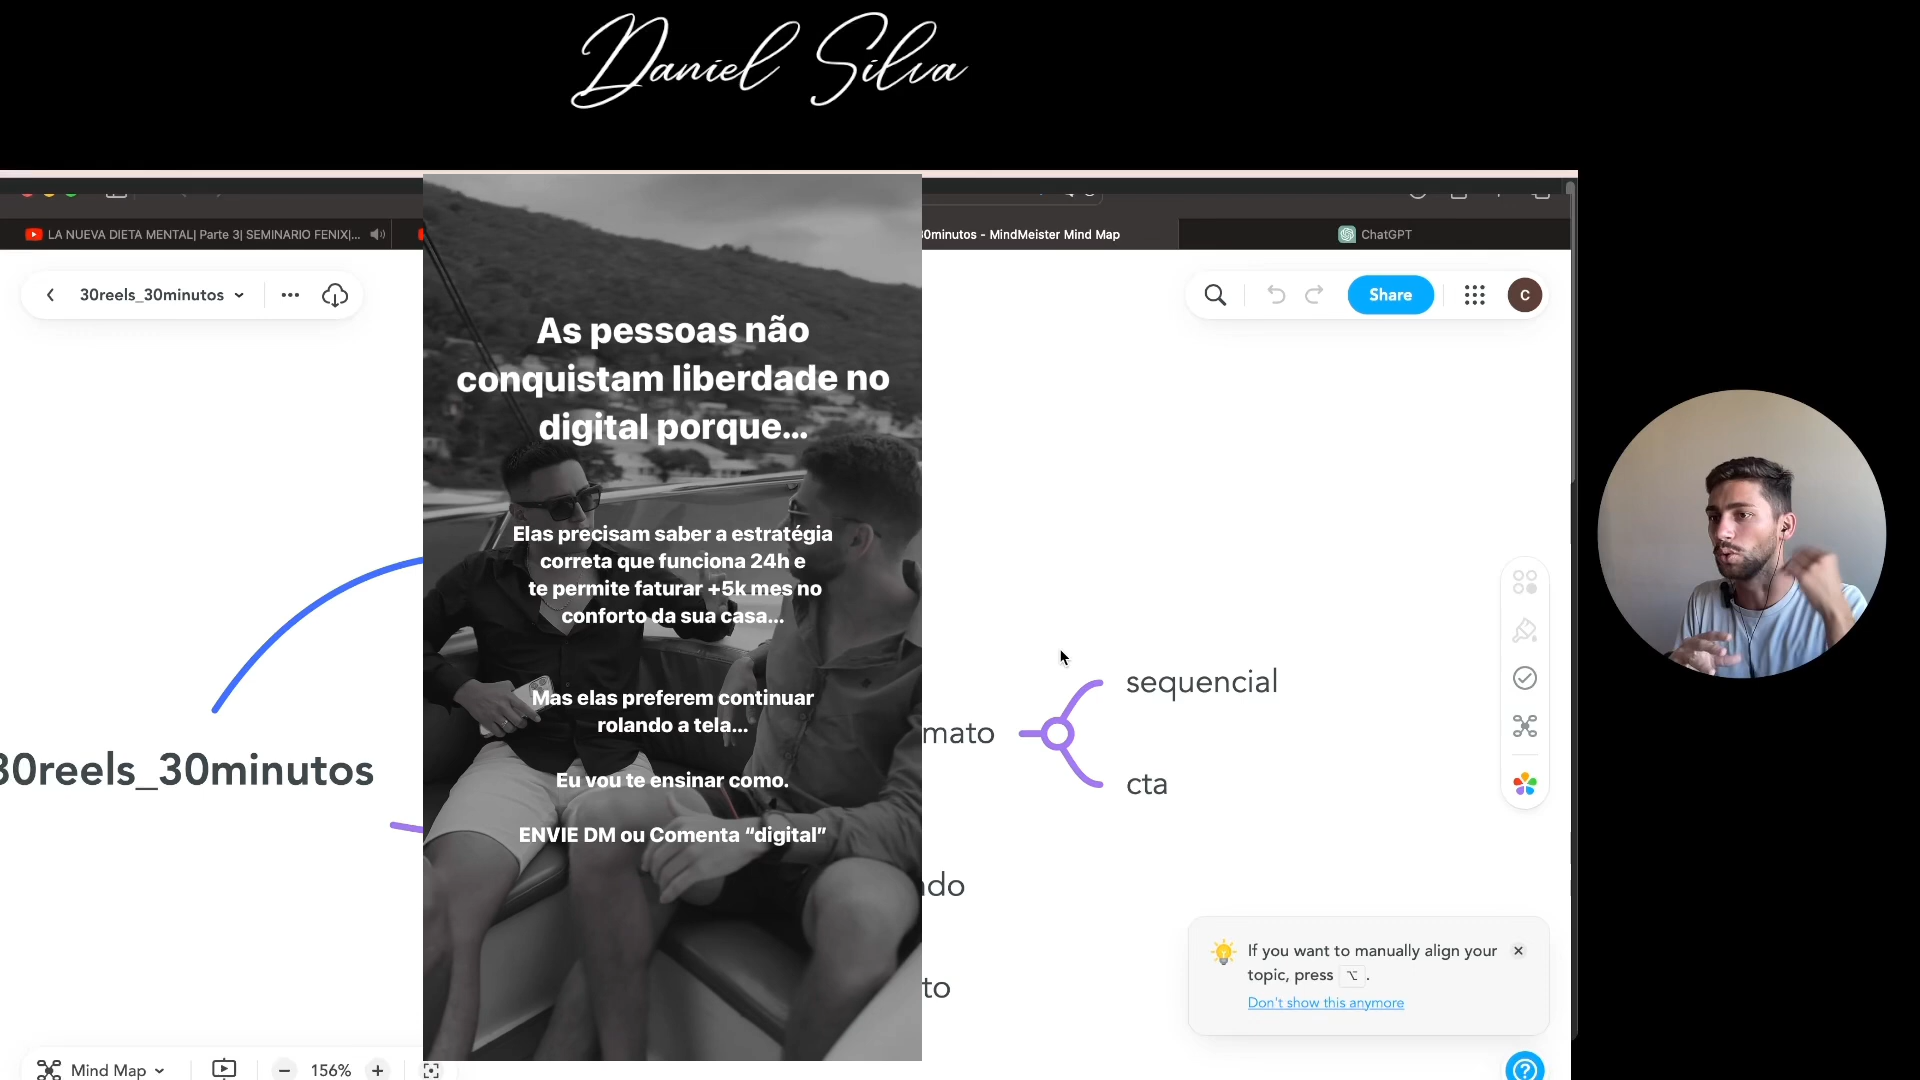 Daniel Silva
LA NUEVA DIETA MENTAL| Parte 3| SEMINARIO FENIX|...
0minutos - MindMeister Mind Map
ChatGPT
30reels_30minutos
Share
C
As pessoas não
conquistam liberdade no
digital porque...
Elas precisam saber a estratégia
correta que funciona 24h e
te permite faturar +5k mes no
conforto da sua casa...
Mas elas preferem continuar
rolando a tela...
Eu vou te ensinar como.
ENVIE DM ou Comenta “digital”
30reels_30minutos
mato
sequencial
cta
do
to
If you want to manually align your
topic, press ⌥.
Don't show this anymore
Mind Map
156%